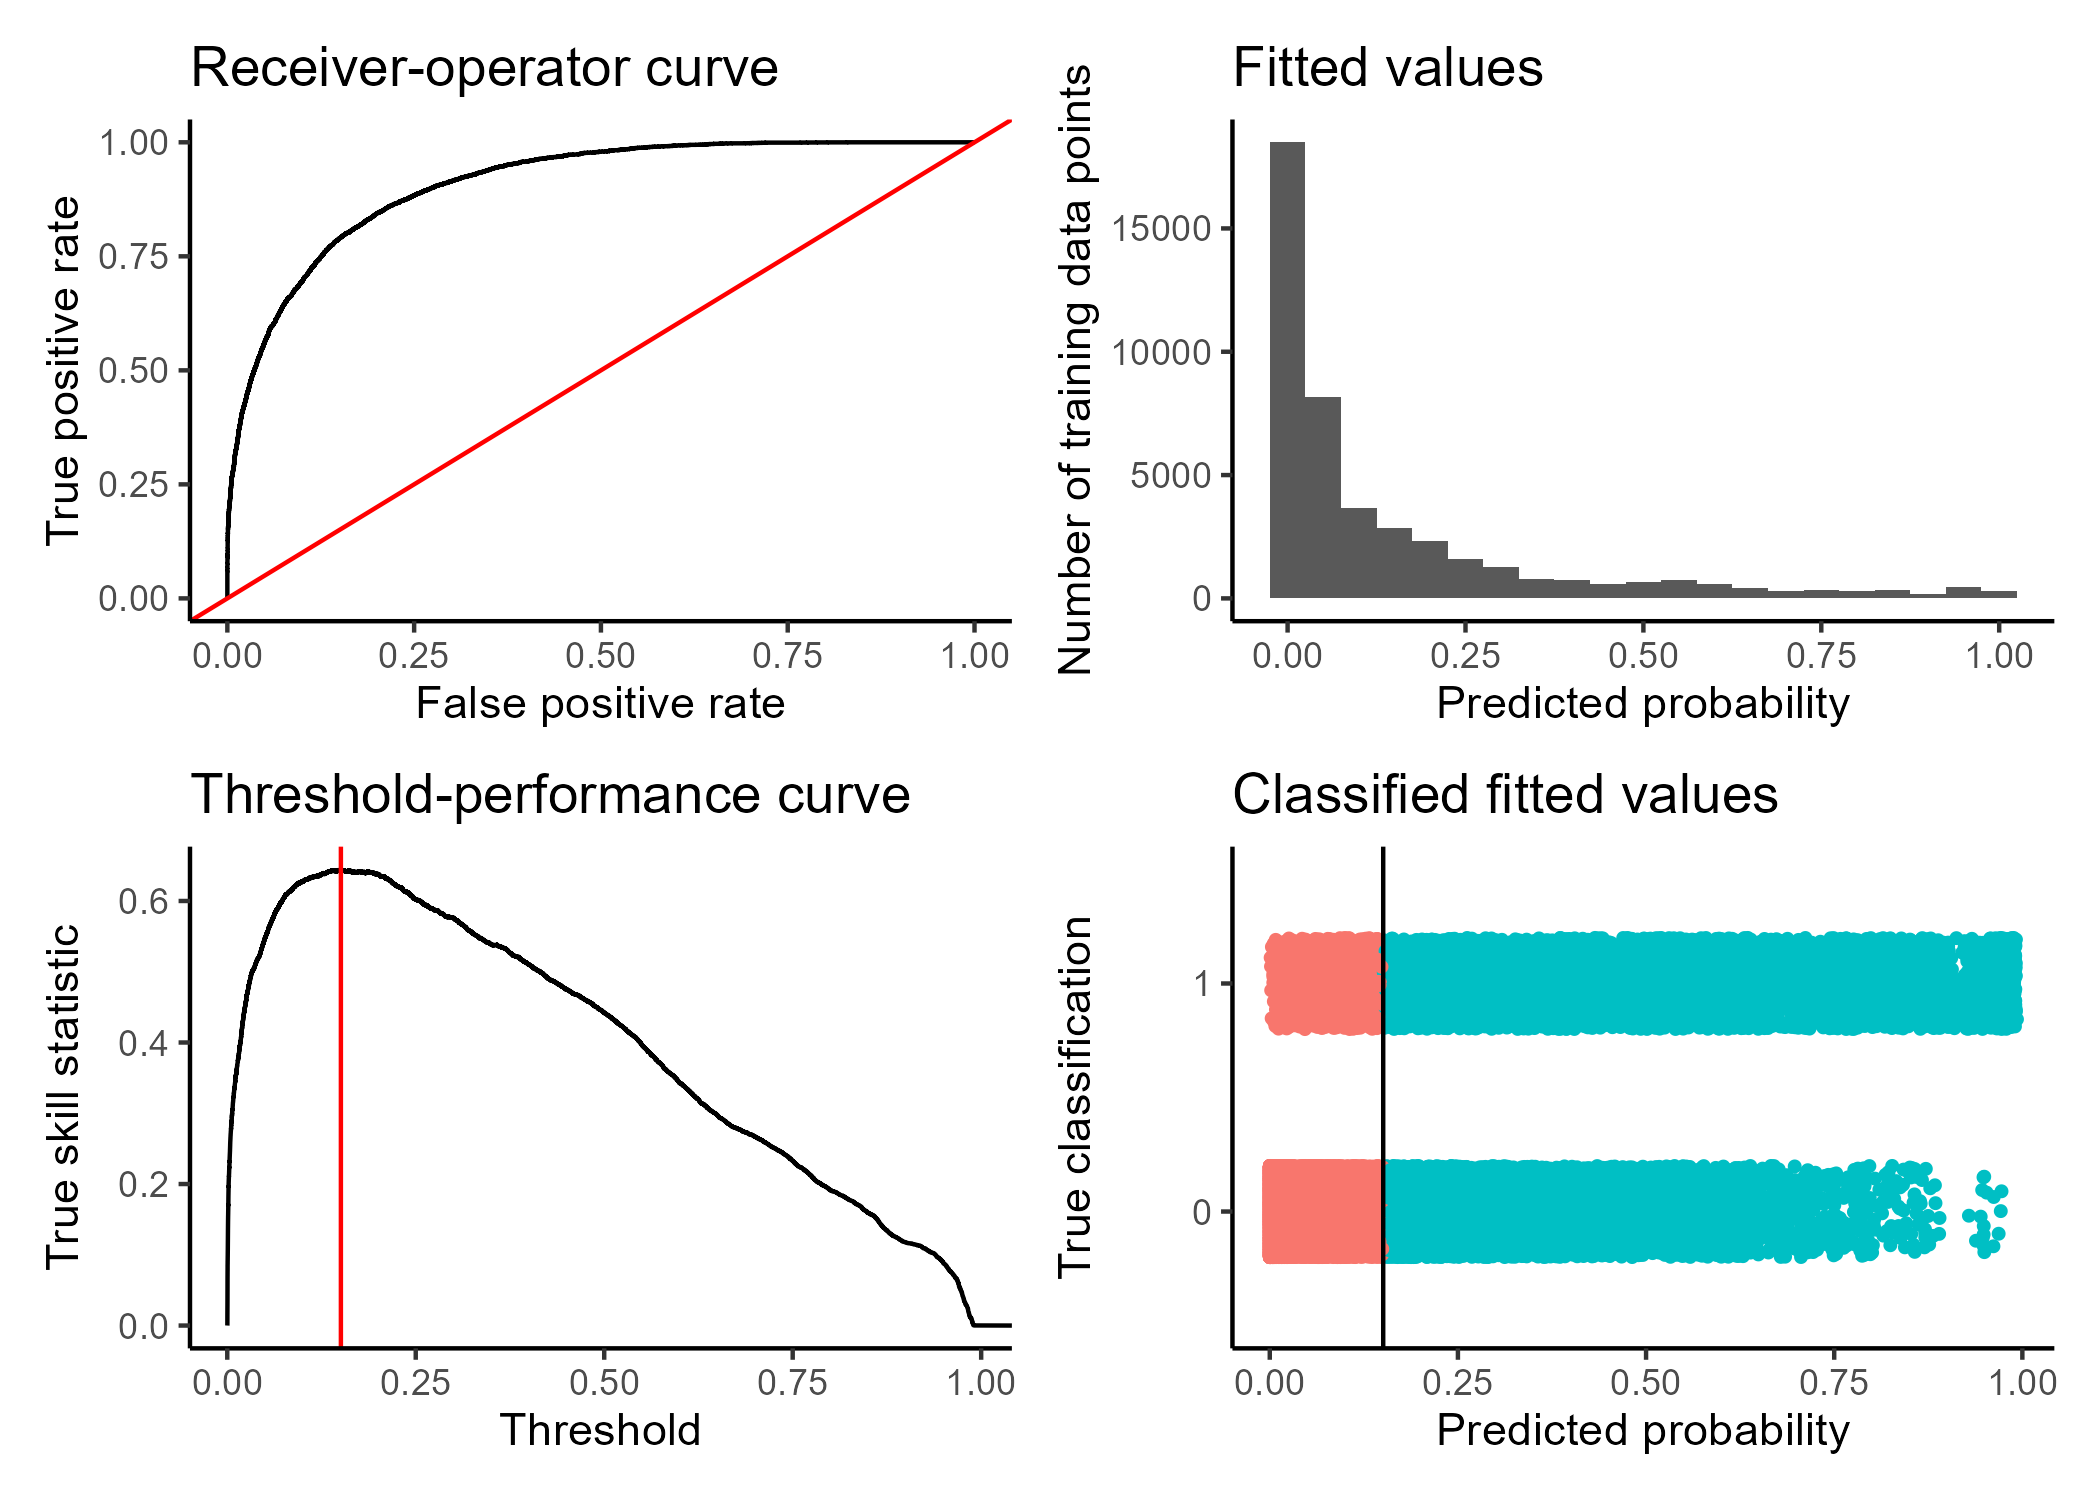 Receiver-operator curve
True positive rate
1.00
0.75
0.50
0.25
0.00
0.00 0.25 0.50 0.75 1.00
False positive rate
Fitted values
Number of training data points
15000
10000
5000
0
0.00 0.25 0.50 0.75 1.00
Predicted probability
Threshold-performance curve
True skill statistic
0.6
0.4
0.2
0.0
0.00 0.25 0.50 0.75 1.00
Threshold
Classified fitted values
True classification
1
0
0.00 0.25 0.50 0.75 1.00
Predicted probability